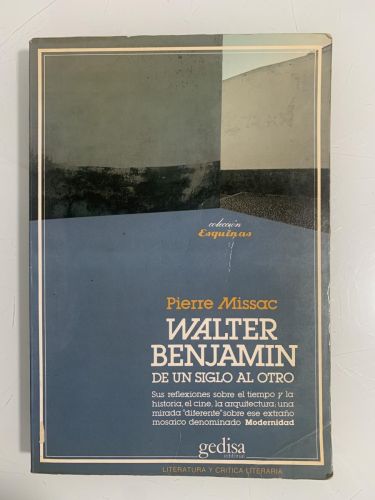 colección
Esquinas
Pierre Missac
WALTER
BENJAMIN
DE UN SIGLO AL OTRO
Sus reflexiones sobre el tiempo y la
historia, el cine, la arquitectura: una
mirada "diferente" sobre ese extraño
mosaico denominado Modernidad
gedisa
editorial
LITERATURA Y CRITICA LITERARIA